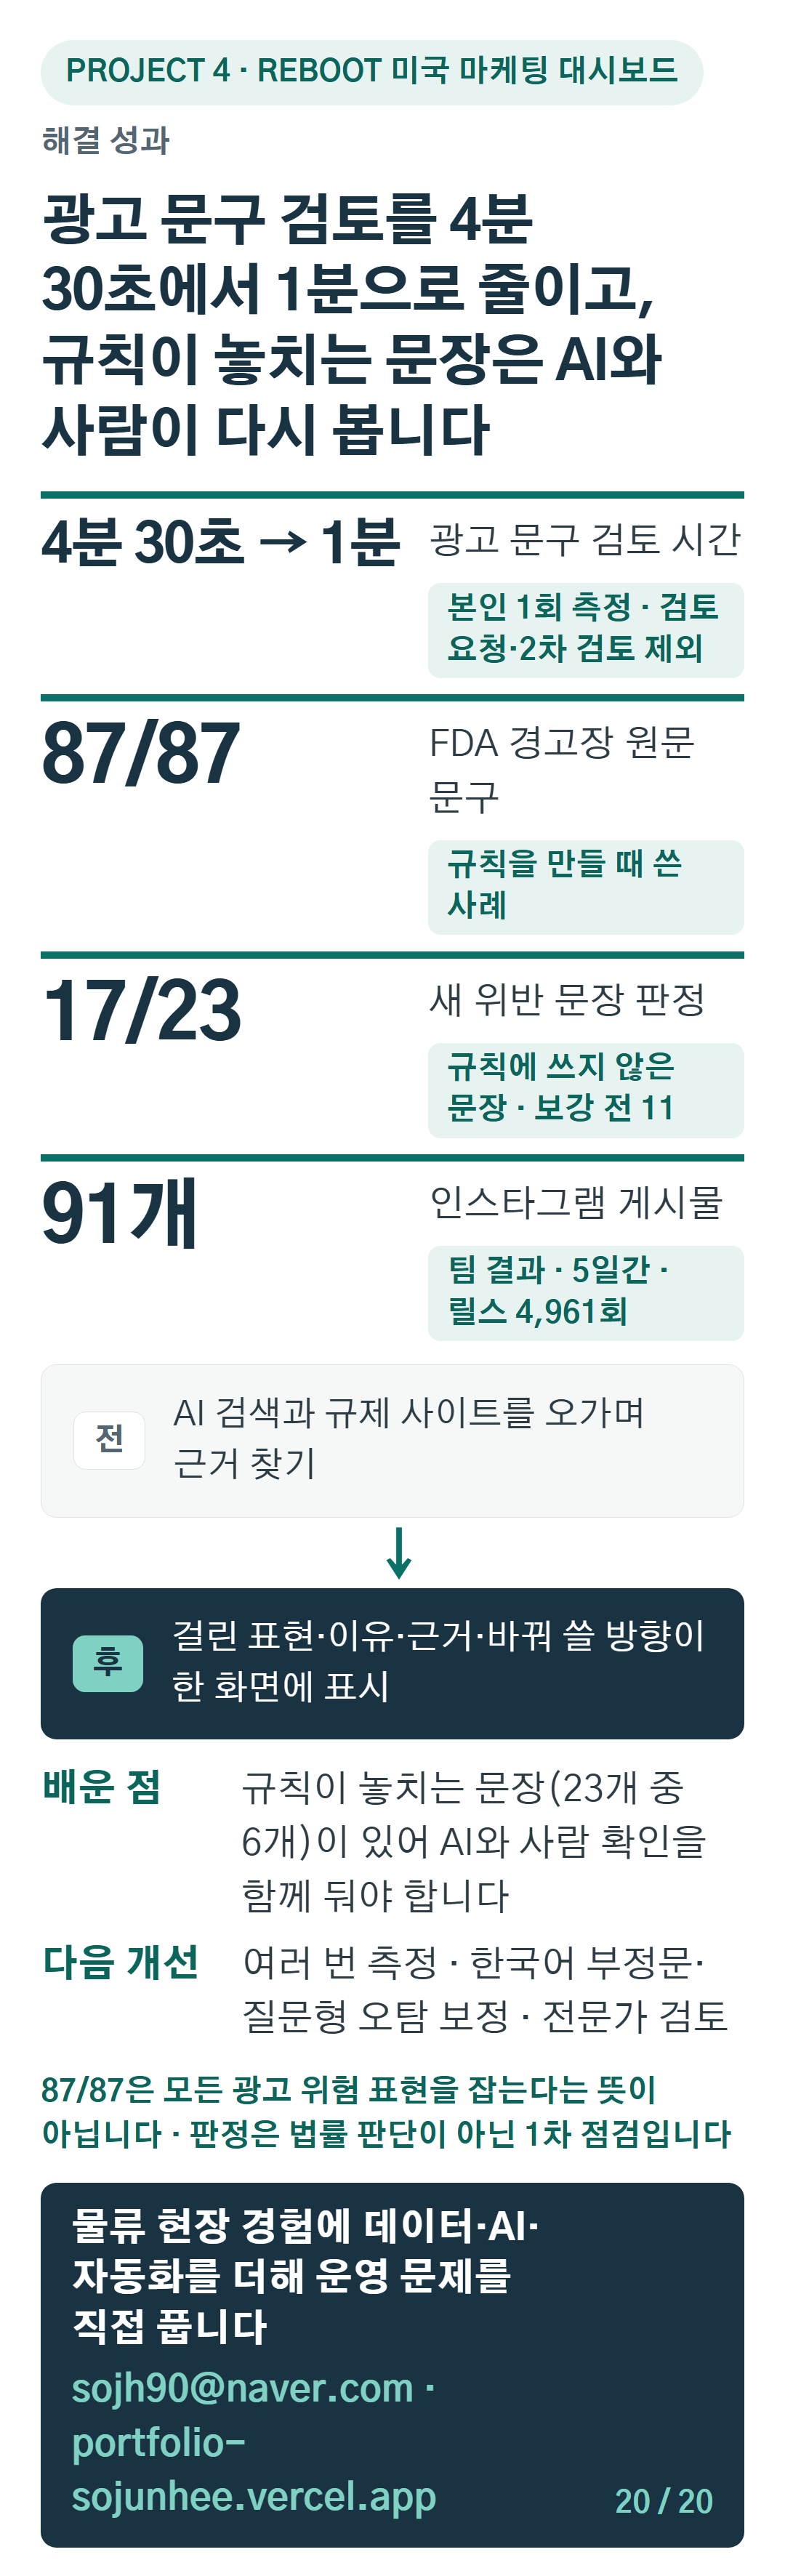 PROJECT 4 · REBOOT 미국 마케팅 대시보드
해결 성과
광고 문구 검토를 4분
30초에서 1분으로 줄이고,
규칙이 놓치는 문장은 AI와
사람이 다시 봅니다
4분 30초 → 1분
광고 문구 검토 시간
본인 1회 측정 · 검토
요청·2차 검토 제외
87/87
FDA 경고장 원문
문구
규칙을 만들 때 쓴
사례
17/23
새 위반 문장 판정
규칙에 쓰지 않은
문장 · 보강 전 11
91개
인스타그램 게시물
팀 결과 · 5일간 ·
릴스 4,961회
전
AI 검색과 규제 사이트를 오가며
근거 찾기
↓
후
걸린 표현·이유·근거·바꿔 쓸 방향이
한 화면에 표시
배운 점
규칙이 놓치는 문장(23개 중
6개)이 있어 AI와 사람 확인을
함께 둬야 합니다
다음 개선
여러 번 측정 · 한국어 부정문·
질문형 오탐 보정 · 전문가 검토
87/87은 모든 광고 위험 표현을 잡는다는 뜻이
아닙니다 · 판정은 법률 판단이 아닌 1차 점검입니다
물류 현장 경험에 데이터·AI·
자동화를 더해 운영 문제를
직접 풉니다
sojh90@naver.com ·
portfolio-
sojunhee.vercel.app
20 / 20